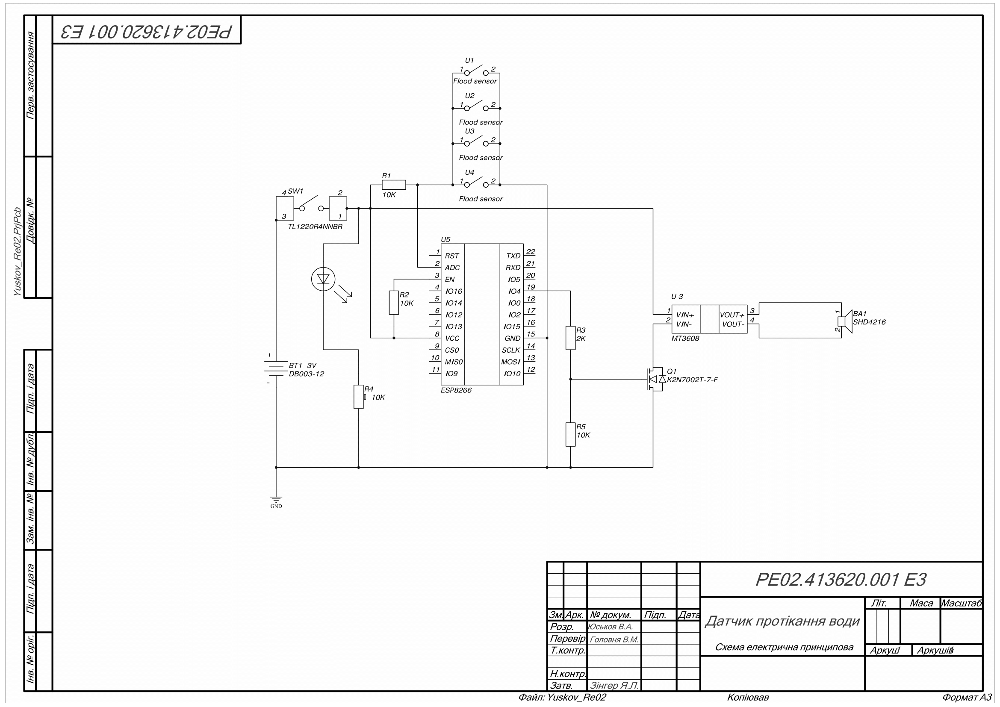 PE02.413620.001 E3
Перв. застосування
Довідк. №
Yuskov_Re02.PrjPcb
Підп. і дата
Інв. № дубл.
Зам. інв. №
Підп. і дата
Інв. № оріг.
U1
1 2
Flood sensor
U2
1 2
Flood sensor
U3
1 2
Flood sensor
U4
1 2
Flood sensor
R1
10K
4 SW1 2
3 1
TL1220R4NNBR
U5
1 RST TXD 22
2 ADC RXD 21
3 EN IO5 20
4 IO16 IO4 19
5 IO14 IO0 18
6 IO12 IO2 17
7 IO13 IO15 16
8 VCC GND 15
9 CS0 SCLK 14
10 MIS0 MOSI 13
11 IO9 IO10 12
ESP8266
R2
10K
R3
2K
U 3
1 VIN+ VOUT+ 3
2 VIN- VOUT- 4
MT3608
1 BA1
SHD4216
2
+
BT1 3V
DB003-12
-
R4
10K
Q1
K2N7002T-7-F
R5
10K
GND
PE02.413620.001 E3
Зм. Арк. № докум. Підп. Дата
Розр. Юськов В.А.
Перевір. Головня В.М.
Т.контр.
Н.контр.
Затв. Зінгер Я.Л.
Датчик протікання води
Схема електрична принципова
Літ. Маса Масштаб
Аркуш 1 Аркушів 1
Файл: Yuskov_Re02 Копіював Формат А3